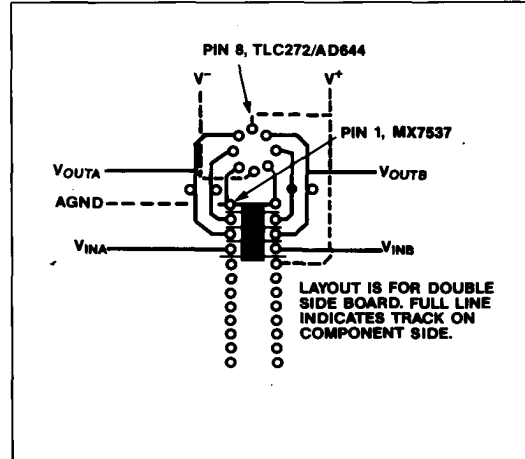 PIN 8, TLC272/AD644
V- V+
PIN 1, MX7537
VOUTA VOUTB
AGND
VINA VINB
LAYOUT IS FOR DOUBLE
SIDE BOARD. FULL LINE
INDICATES TRACK ON
COMPONENT SIDE.